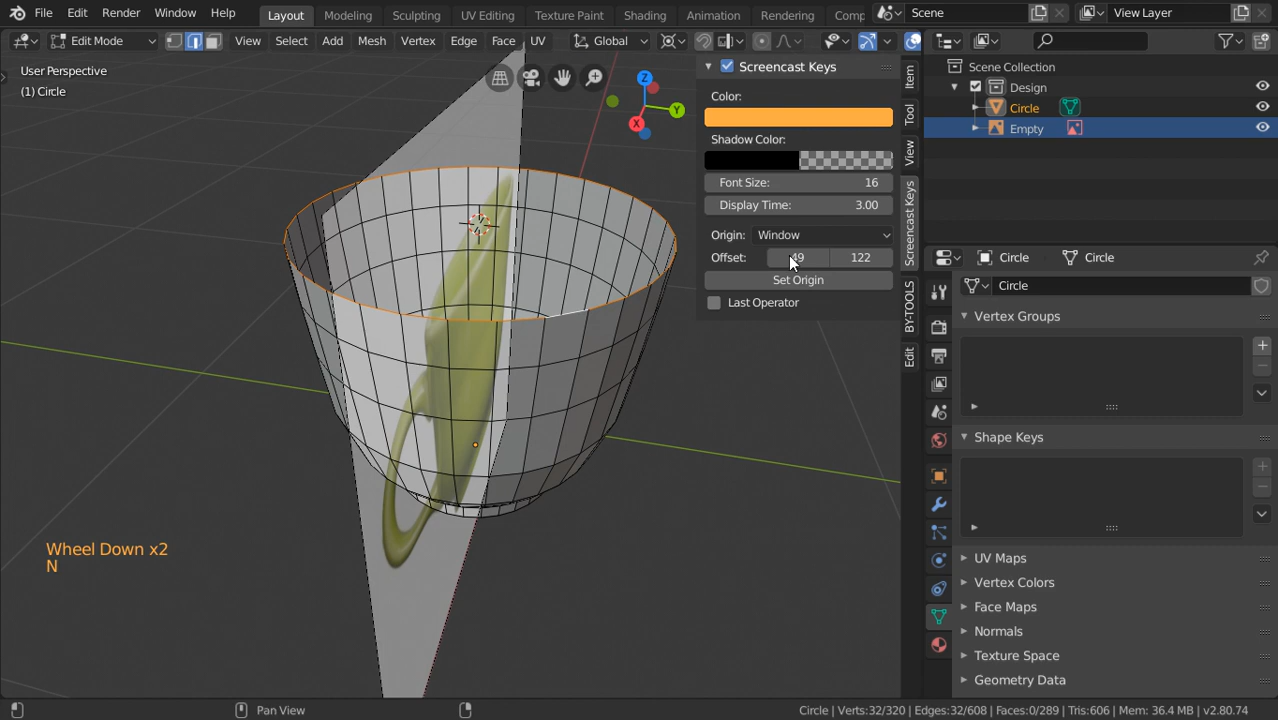 File Edit Render Window Help Layout Modeling Sculpting UV Editing Texture Paint Shading Animation Rendering Comp Scene View Layer
Edit Mode View Select Add Mesh Vertex Edge Face UV Global
User Perspective
(1) Circle
Screencast Keys
Color:
Shadow Color:
Font Size: 16
Display Time: 3.00
Origin: Window
Offset: 49 122
Set Origin
Last Operator
Item
Tool
View
Screencast Keys
BY-TOOLS
Edit
Z
Y
X
Wheel Down x2
N
Scene Collection
Design
Circle
Empty
Circle Circle
Circle
Vertex Groups
Shape Keys
UV Maps
Vertex Colors
Face Maps
Normals
Texture Space
Geometry Data
Pan View
Circle | Verts:32/320 | Edges:32/608 | Faces:0/289 | Tris:606 | Mem: 36.4 MB | v2.80.74